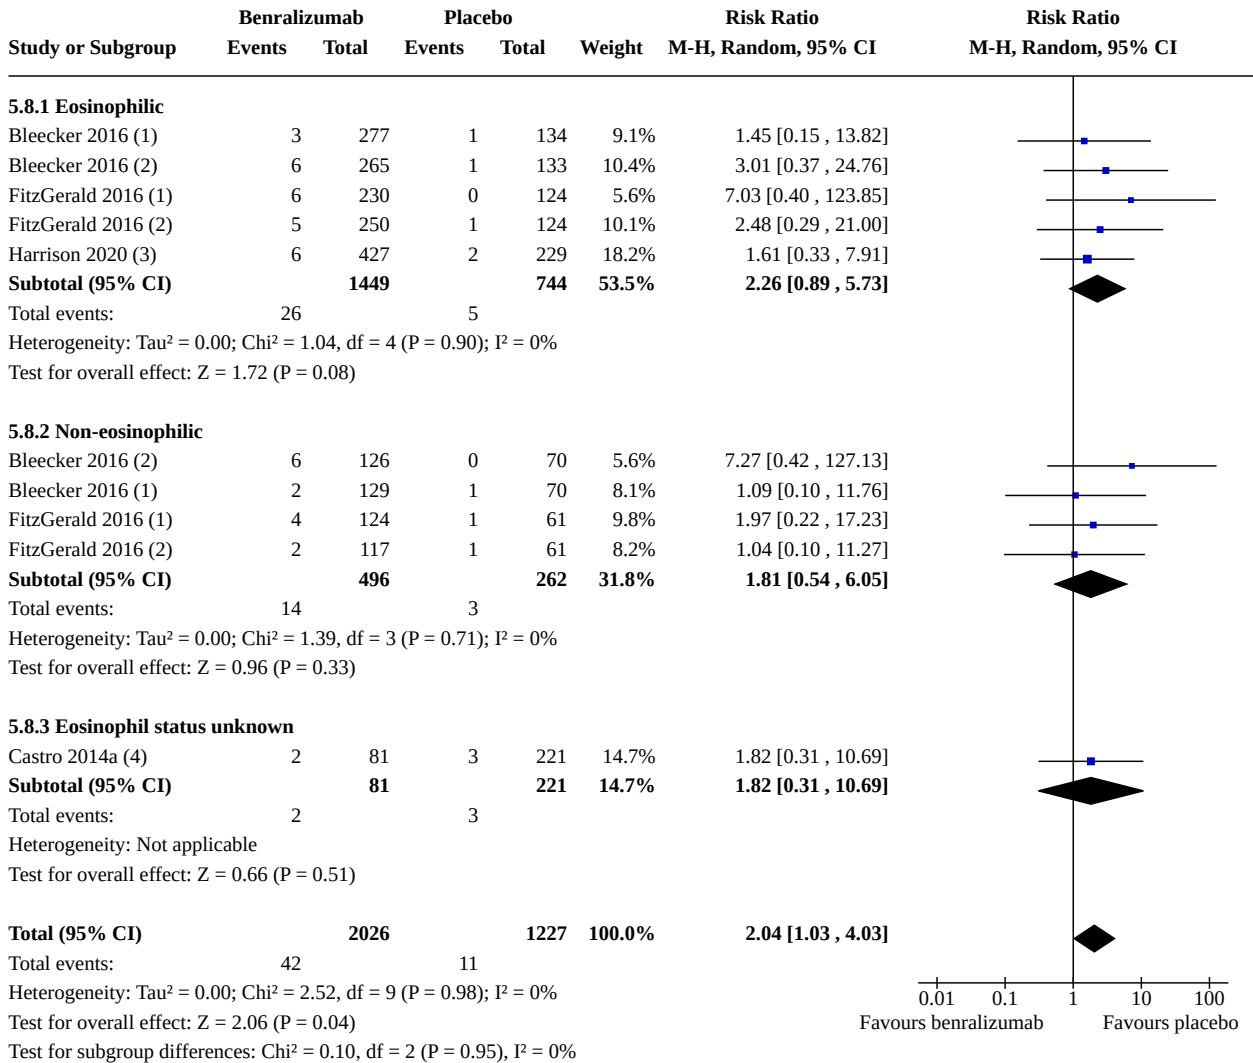 Benralizumab Placebo Risk Ratio Risk Ratio
Study or Subgroup Events Total Events Total Weight M-H, Random, 95% CI M-H, Random, 95% CI
5.8.1 Eosinophilic
Bleecker 2016 (1) 3 277 1 134 9.1% 1.45 [0.15 , 13.82]
Bleecker 2016 (2) 6 265 1 133 10.4% 3.01 [0.37 , 24.76]
FitzGerald 2016 (1) 6 230 0 124 5.6% 7.03 [0.40 , 123.85]
FitzGerald 2016 (2) 5 250 1 124 10.1% 2.48 [0.29 , 21.00]
Harrison 2020 (3) 6 427 2 229 18.2% 1.61 [0.33 , 7.91]
Subtotal (95% CI) 1449 744 53.5% 2.26 [0.89 , 5.73]
Total events: 26 5
Heterogeneity: Tau² = 0.00; Chi² = 1.04, df = 4 (P = 0.90); I² = 0%
Test for overall effect: Z = 1.72 (P = 0.08)
5.8.2 Non-eosinophilic
Bleecker 2016 (2) 6 126 0 70 5.6% 7.27 [0.42 , 127.13]
Bleecker 2016 (1) 2 129 1 70 8.1% 1.09 [0.10 , 11.76]
FitzGerald 2016 (1) 4 124 1 61 9.8% 1.97 [0.22 , 17.23]
FitzGerald 2016 (2) 2 117 1 61 8.2% 1.04 [0.10 , 11.27]
Subtotal (95% CI) 496 262 31.8% 1.81 [0.54 , 6.05]
Total events: 14 3
Heterogeneity: Tau² = 0.00; Chi² = 1.39, df = 3 (P = 0.71); I² = 0%
Test for overall effect: Z = 0.96 (P = 0.33)
5.8.3 Eosinophil status unknown
Castro 2014a (4) 2 81 3 221 14.7% 1.82 [0.31 , 10.69]
Subtotal (95% CI) 81 221 14.7% 1.82 [0.31 , 10.69]
Total events: 2 3
Heterogeneity: Not applicable
Test for overall effect: Z = 0.66 (P = 0.51)
Total (95% CI) 2026 1227 100.0% 2.04 [1.03 , 4.03]
Total events: 42 11
Heterogeneity: Tau² = 0.00; Chi² = 2.52, df = 9 (P = 0.98); I² = 0% 0.01 0.1 1 10 100
Test for overall effect: Z = 2.06 (P = 0.04) Favours benralizumab Favours placebo
Test for subgroup differences: Chi² = 0.10, df = 2 (P = 0.95), I² = 0%